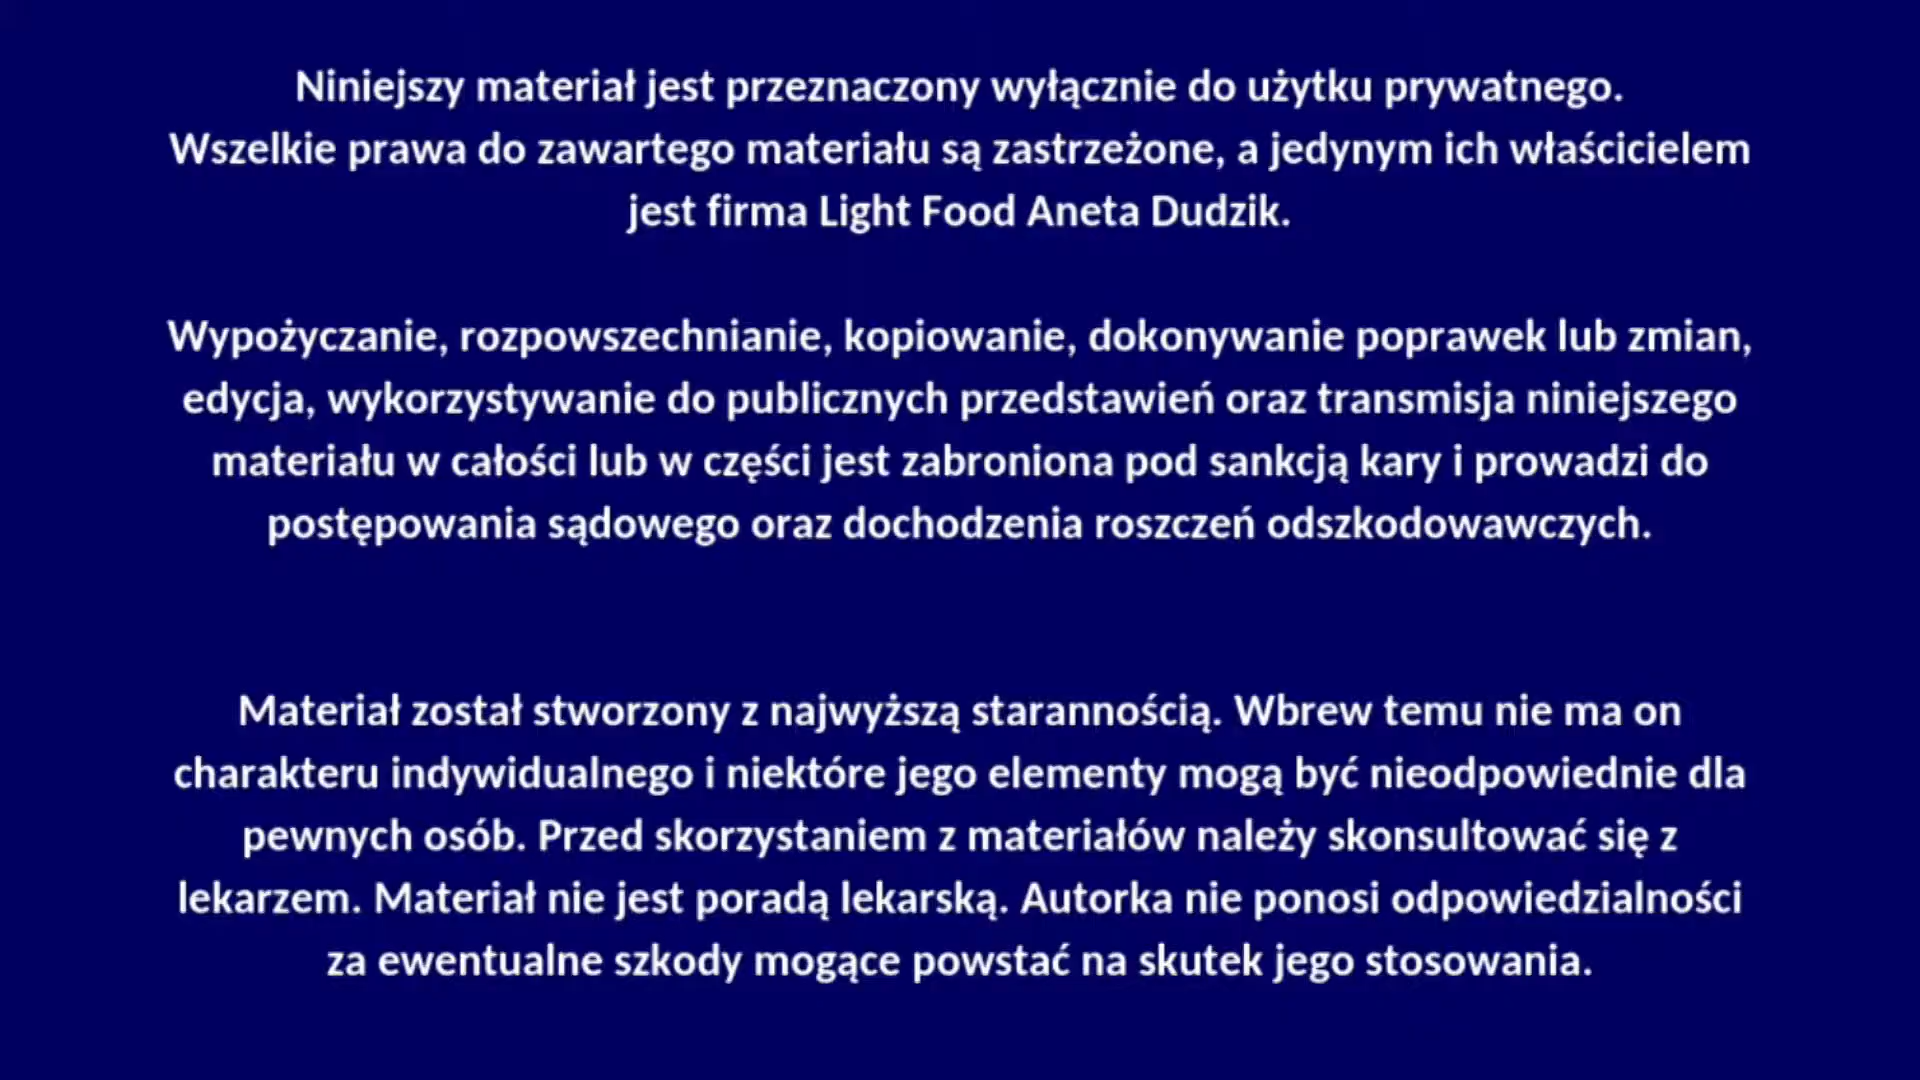 Niniejszy materiał jest przeznaczony wyłącznie do użytku prywatnego.
Wszelkie prawa do zawartego materiału są zastrzeżone, a jedynym ich właścicielem
jest firma Light Food Aneta Dudzik.
Wypożyczanie, rozpowszechnianie, kopiowanie, dokonywanie poprawek lub zmian,
edycja, wykorzystywanie do publicznych przedstawień oraz transmisja niniejszego
materiału w całości lub w części jest zabroniona pod sankcją kary i prowadzi do
postępowania sądowego oraz dochodzenia roszczeń odszkodowawczych.
Materiał został stworzony z najwyższą starannością. Wbrew temu nie ma on
charakteru indywidualnego i niektóre jego elementy mogą być nieodpowiednie dla
pewnych osób. Przed skorzystaniem z materiałów należy skonsultować się z
lekarzem. Materiał nie jest poradą lekarską. Autorka nie ponosi odpowiedzialności
za ewentualne szkody mogące powstać na skutek jego stosowania.